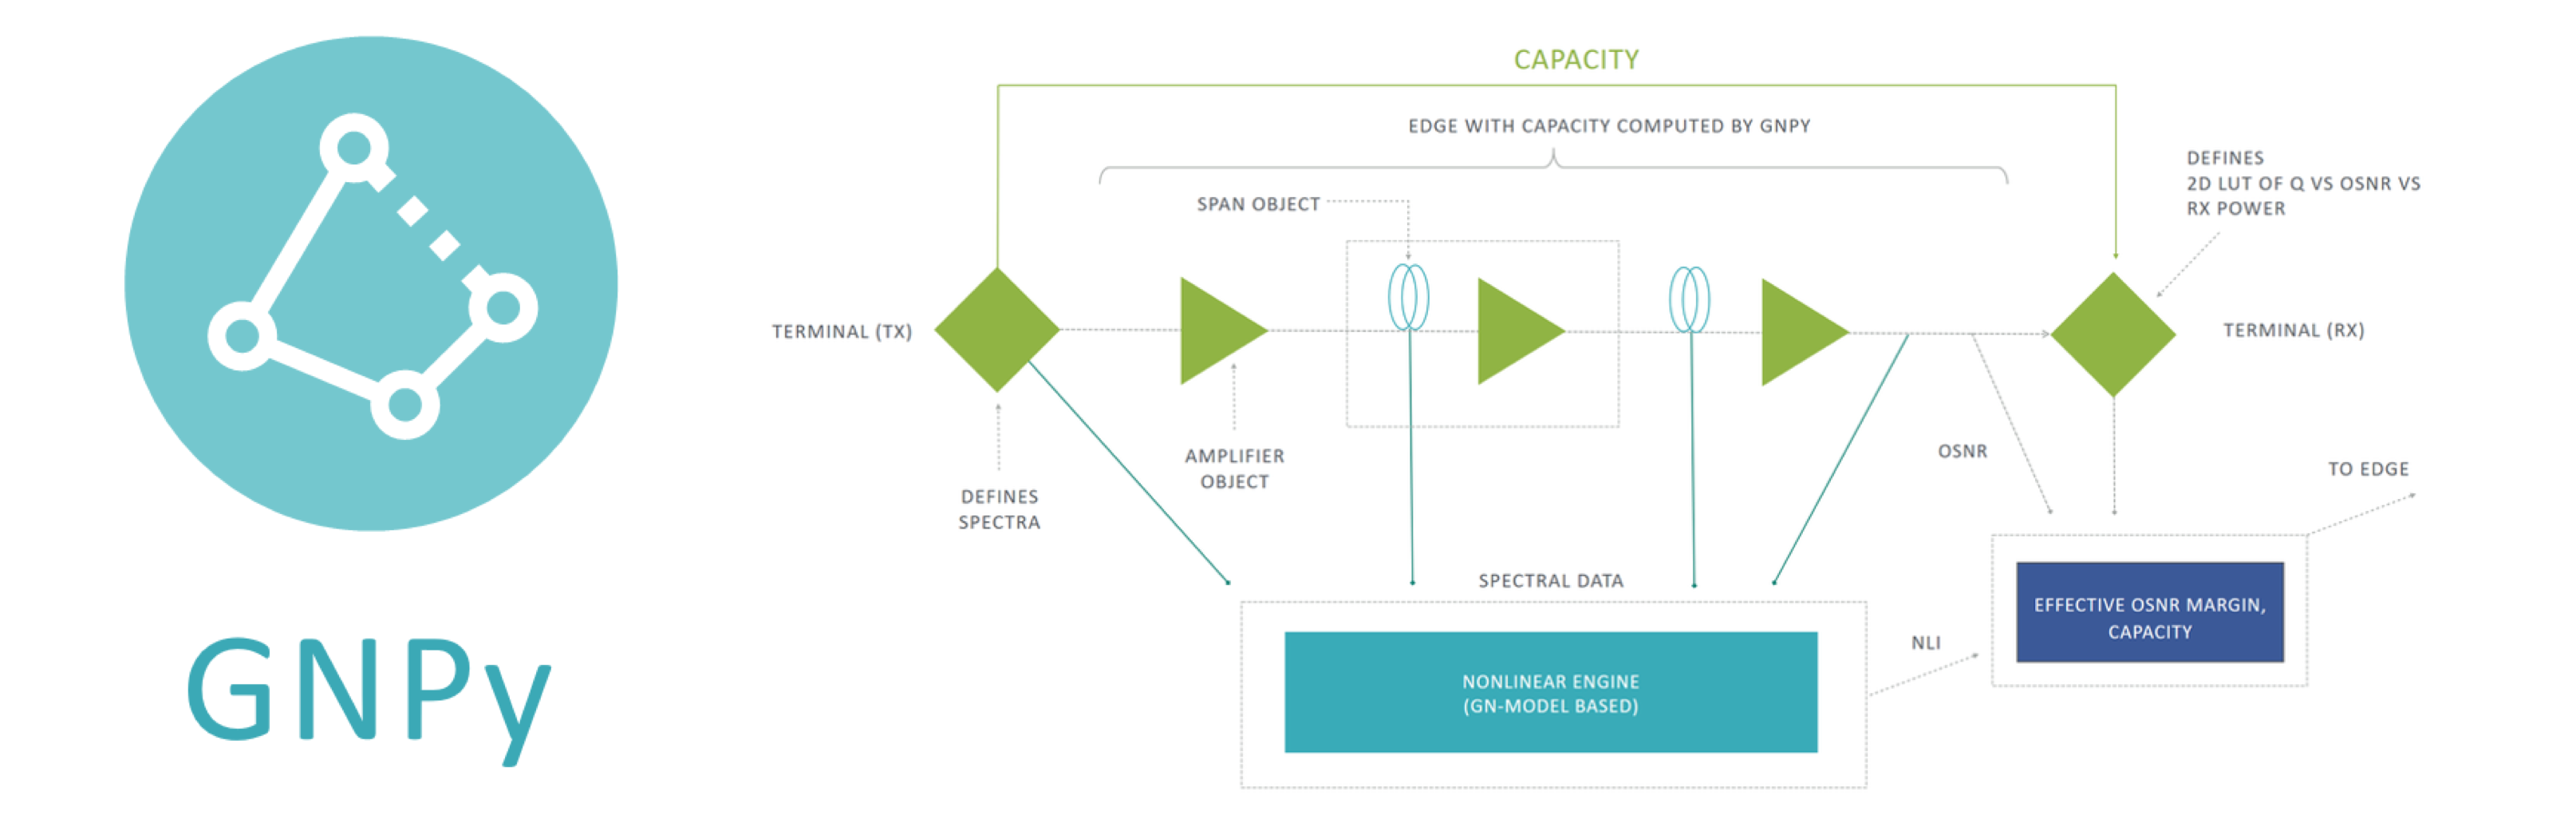 GNPy
CAPACITY
EDGE WITH CAPACITY COMPUTED BY GNPY
DEFINES
2D LUT OF Q VS OSNR VS
RX POWER
SPAN OBJECT
TERMINAL (TX)
TERMINAL (RX)
AMPLIFIER
OBJECT
OSNR
TO EDGE
DEFINES
SPECTRA
SPECTRAL DATA
EFFECTIVE OSNR MARGIN,
CAPACITY
NLI
NONLINEAR ENGINE
(GN-MODEL BASED)